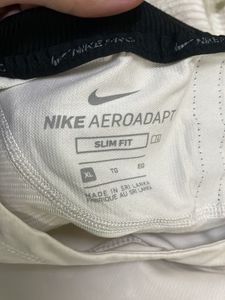 NIKE AEROADAPT
SLIM FIT
XL TG EG
MADE IN SRI LANKA
FABRIQUÉ AU SRI LANKA